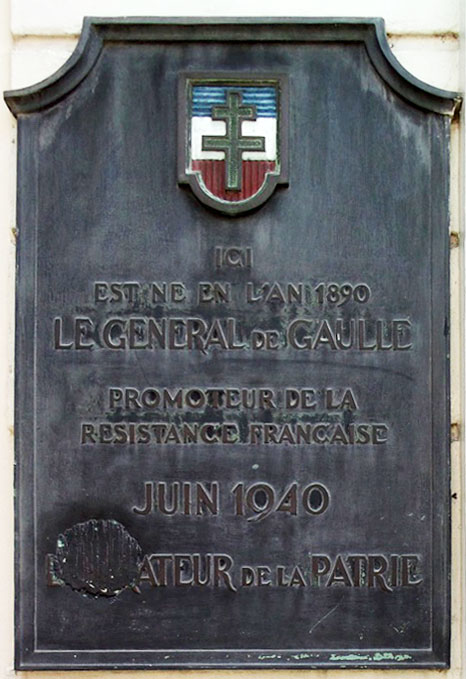 ICI
EST NE EN L'AN 1890
LE GENERAL DE GAULLE
PROMOTEUR DE LA
RESISTANCE FRANCAISE
JUIN 1940
DE LA PATRIE